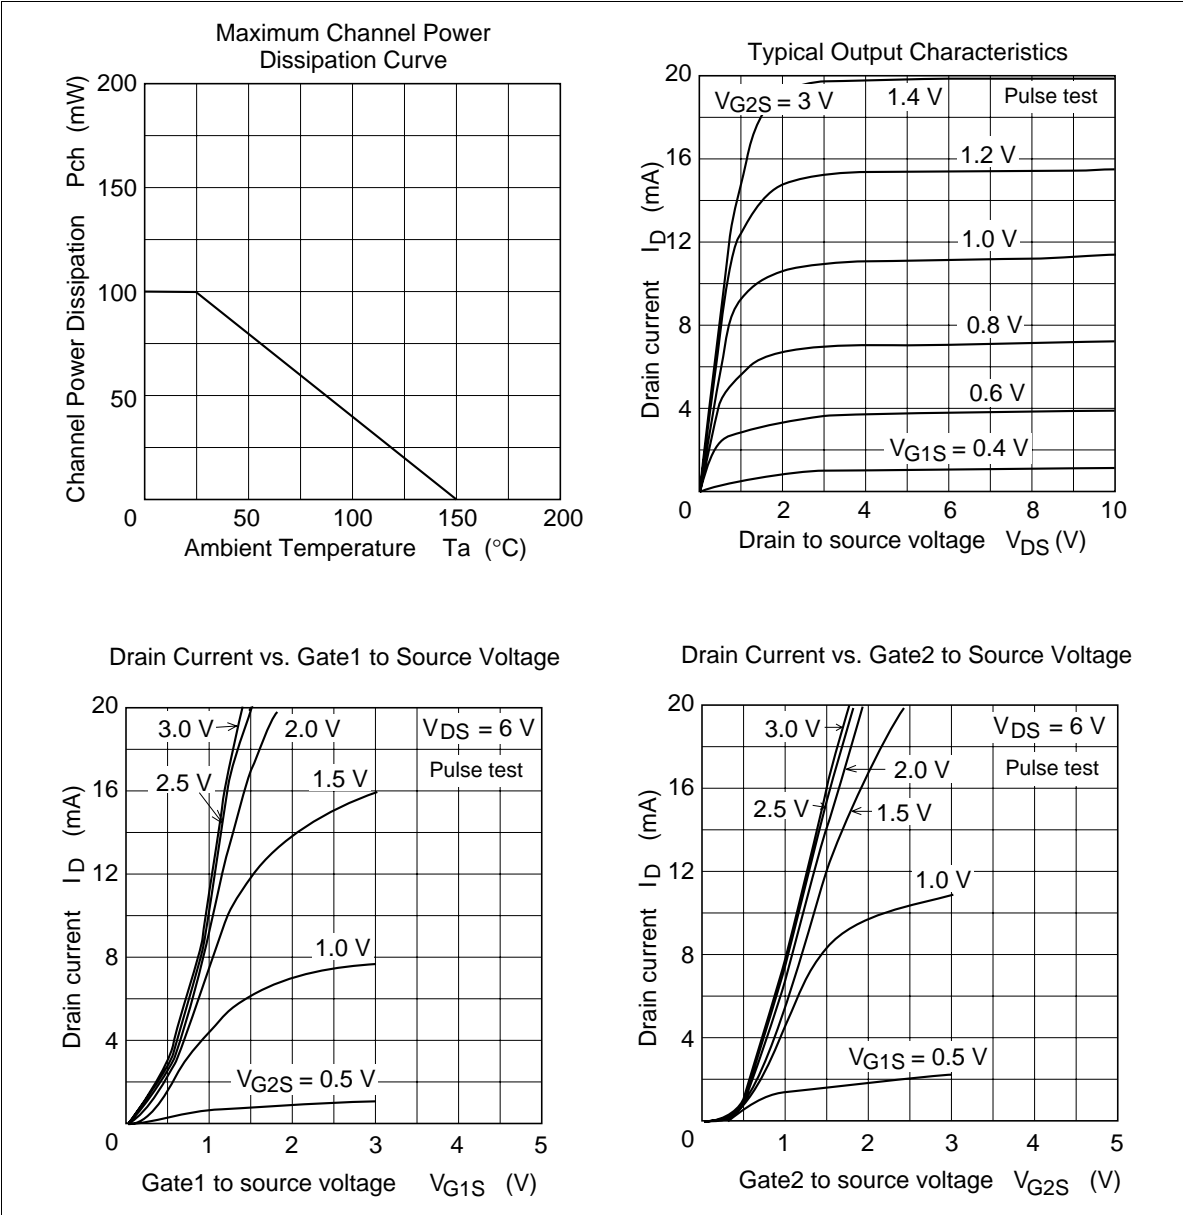 Maximum Channel Power
Dissipation Curve
Channel Power Dissipation Pch (mW)
200
150
100
50
0
50
100
150
200
Ambient Temperature Ta (°C)
Typical Output Characteristics
Drain current ID (mA)
20
16
12
8
4
VG2S = 3 V
1.4 V
Pulse test
1.2 V
1.0 V
0.8 V
0.6 V
VG1S = 0.4 V
0
2
4
6
8
10
Drain to source voltage VDS (V)
Drain Current vs. Gate1 to Source Voltage
Drain current ID (mA)
20
16
12
8
4
3.0 V
2.0 V
VDS = 6 V
Pulse test
2.5 V
1.5 V
1.0 V
VG2S = 0.5 V
0
1
2
3
4
5
Gate1 to source voltage VG1S (V)
Drain Current vs. Gate2 to Source Voltage
Drain current ID (mA)
20
16
12
8
4
3.0 V
VDS = 6 V
2.0 V
Pulse test
2.5 V
1.5 V
1.0 V
VG1S = 0.5 V
0
1
2
3
4
5
Gate2 to source voltage VG2S (V)